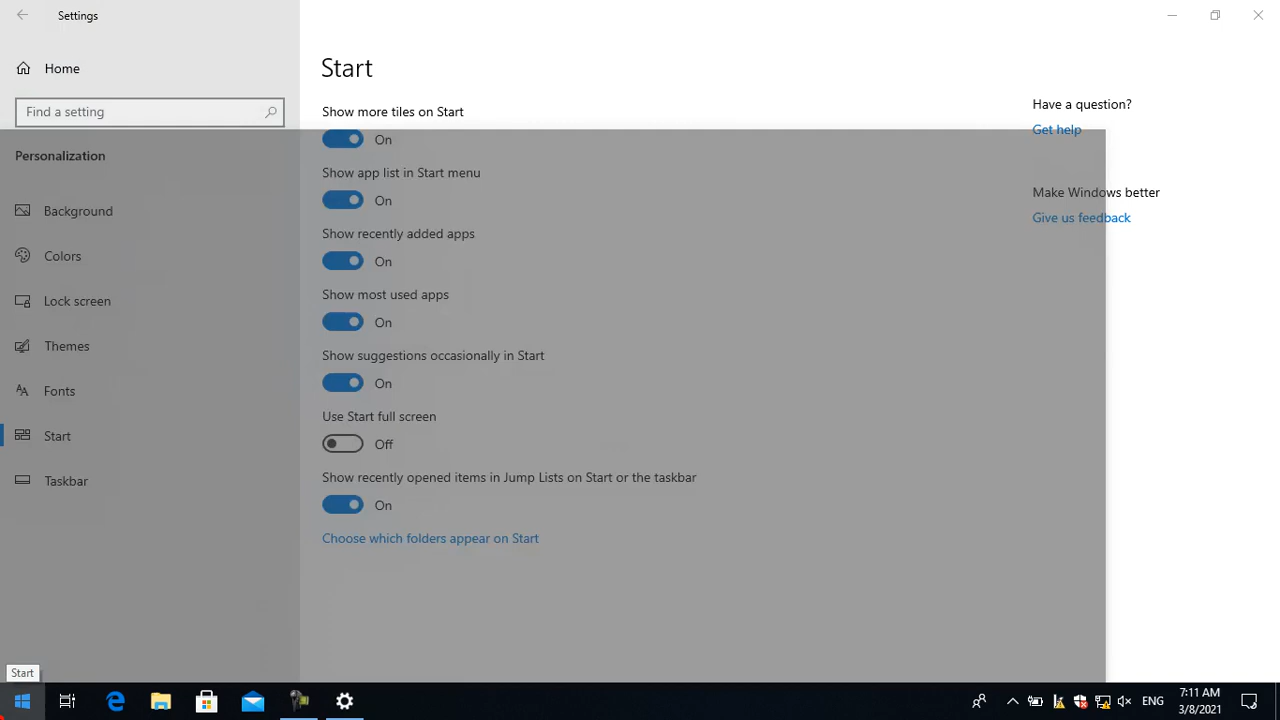 Settings
Home
Find a setting
Personalization
Background
Colors
Lock screen
Themes
Fonts
Start
Taskbar
Start
Show more tiles on Start
On
Show app list in Start menu
On
Show recently added apps
On
Show most used apps
On
Show suggestions occasionally in Start
On
Use Start full screen
Off
Show recently opened items in Jump Lists on Start or the taskbar
On
Choose which folders appear on Start
Have a question?
Get help
Make Windows better
Give us feedback
Start
ENG
7:11 AM
3/8/2021